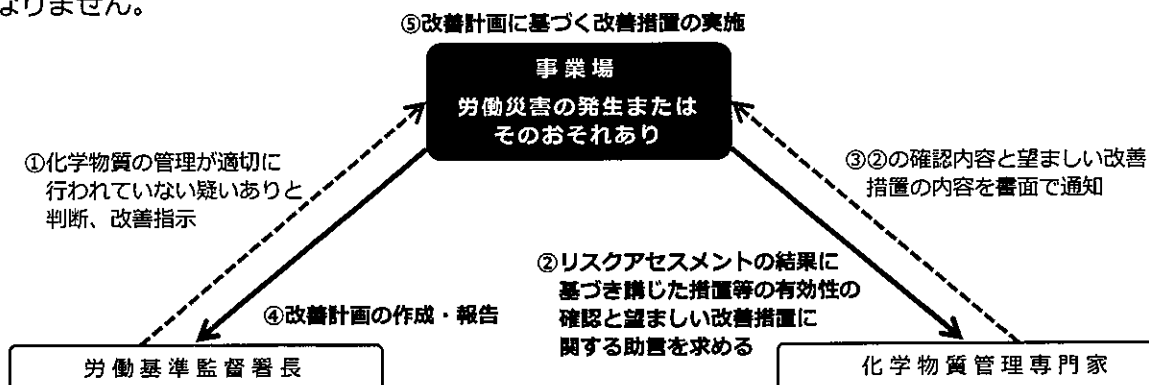 なりません。
⑤改善計画に基づく改善措置の実施
事業場
労働災害の発生または
そのおそれあり
①化学物質の管理が適切に
行われていない疑いありと
判断、改善指示
③②の確認内容と望ましい改善
措置の内容を書面で通知
②リスクアセスメントの結果に
基づき講じた措置等の有効性の
確認と望ましい改善措置に
関する助言を求める
④改善計画の作成・報告
労働基準監督署長
化学物質管理専門家